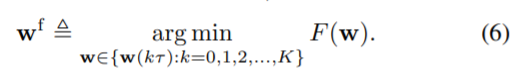 w^f ≜ arg min_{w∈{w(kτ):k=0,1,2,...,K}} F(w). (6)